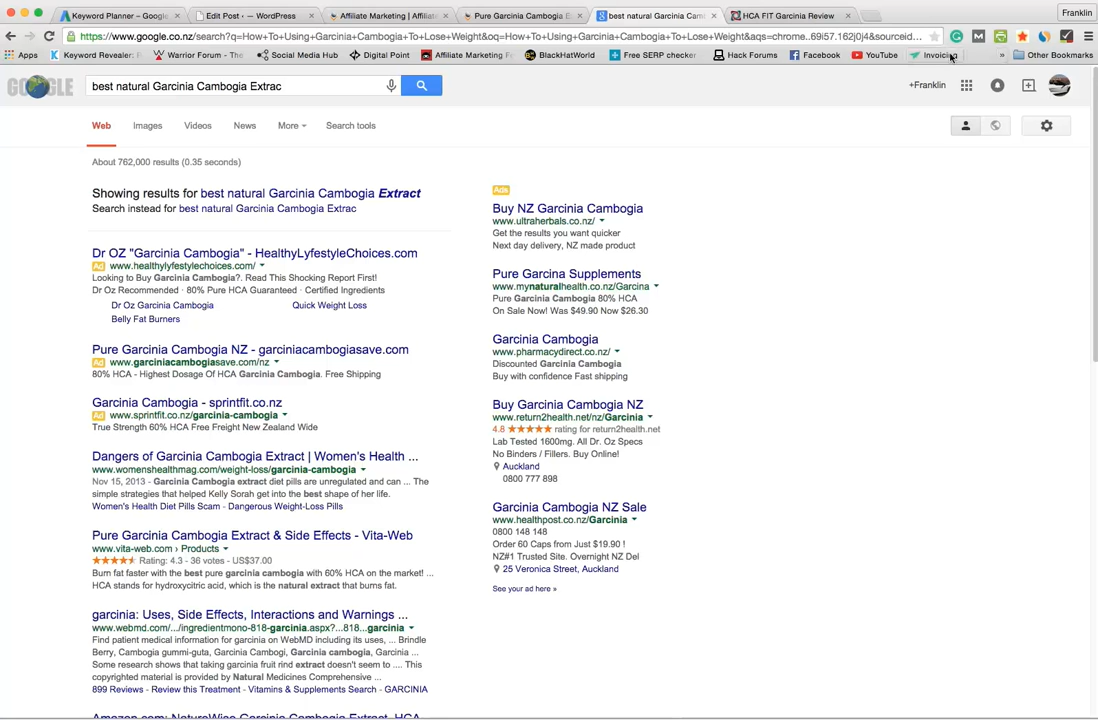 Keyword Planner – Google
Edit Post · — WordPress
Affiliate Marketing | Affiliat
Pure Garcinia Cambogia E
best natural Garcinia Camb
HCA FIT Garcinia Review
Franklin
https://www.google.co.nz/search?q=How+To+Using+Garcinia+Cambogia+To+Lose+Weight&oq=How+To+Using+Garcinia+Cambogia+To+Lose+Weight&aqs=chrome..69i57.162j0j4&sourceid...
Apps
Keyword Revealer:
Warrior Forum - The
Social Media Hub
Digital Point
Affiliate Marketing
BlackHatWorld
Free SERP checker
Hack Forums
Facebook
YouTube
Invoicing
»
Other Bookmarks
GOOGLE
best natural Garcinia Cambogia Extrac
+Franklin
Web
Images
Videos
News
More
Search tools
About 762,000 results (0.35 seconds)
Showing results for best natural Garcinia Cambogia Extract
Search instead for best natural Garcinia Cambogia Extrac
Dr OZ "Garcinia Cambogia" - HealthyLyfestyleChoices.com
Ad www.healthylyfestylechoices.com/
Looking to Buy Garcinia Cambogia?. Read This Shocking Report First!
Dr Oz Recommended · 80% Pure HCA Guaranteed · Certified Ingredients
Dr Oz Garcinia Cambogia
Quick Weight Loss
Belly Fat Burners
Pure Garcinia Cambogia NZ - garciniacambogiasave.com
Ad www.garciniacambogiasave.com/nz
80% HCA - Highest Dosage Of HCA Garcinia Cambogia. Free Shipping
Garcinia Cambogia - sprintfit.co.nz
Ad www.sprintfit.co.nz/garcinia-cambogia
True Strength 60% HCA Free Freight New Zealand Wide
Dangers of Garcinia Cambogia Extract | Women's Health ...
www.womenshealthmag.com/weight-loss/garcinia-cambogia
Nov 15, 2013 - Garcinia Cambogia extract diet pills are unregulated and can ... The
simple strategies that helped Kelly Sorah get into the best shape of her life.
Women's Health Diet Pills Scam - Dangerous Weight-Loss Pills
Pure Garcinia Cambogia Extract & Side Effects - Vita-Web
www.vita-web.com › Products
Rating: 4.3 - 36 votes - US$37.00
Burn fat faster with the best pure garcinia cambogia with 60% HCA on the market! ...
HCA stands for hydroxycitric acid, which is the natural extract that burns fat.
garcinia: Uses, Side Effects, Interactions and Warnings ...
www.webmd.com/.../ingredientmono-818-garcinia.aspx?...818...garcinia
Find patient medical information for garcinia on WebMD including its uses, ... Brindle
Berry, Cambogia gummi-guta, Garcinia Cambogi, Garcinia cambogia, Garcinia ...
Some research shows that taking garcinia fruit rind extract doesn't seem to .... This
copyrighted material is provided by Natural Medicines Comprehensive ...
899 Reviews - Review this Treatment - Vitamins & Supplements Search - GARCINIA
Amazon.com: NatureWise Garcinia Cambogia Extract, HCA
Ads
Buy NZ Garcinia Cambogia
www.ultraherbals.co.nz/
Get the results you want quicker
Next day delivery, NZ made product
Pure Garcina Supplements
www.mynaturalhealth.co.nz/Garcina
Pure Garcinia Cambogia 80% HCA
On Sale Now! Was $49.90 Now $26.30
Garcinia Cambogia
www.pharmacydirect.co.nz/
Discounted Garcinia Cambogia
Buy with confidence Fast shipping
Buy Garcinia Cambogia NZ
www.return2health.net/nz/Garcinia
4.8 rating for return2health.net
Lab Tested 1600mg. All Dr. Oz Specs
No Binders / Fillers. Buy Online!
Auckland
0800 777 898
Garcinia Cambogia NZ Sale
www.healthpost.co.nz/Garcinia
0800 148 148
Order 60 Caps from Just $19.90 !
NZ#1 Trusted Site. Overnight NZ Del
25 Veronica Street, Auckland
See your ad here »